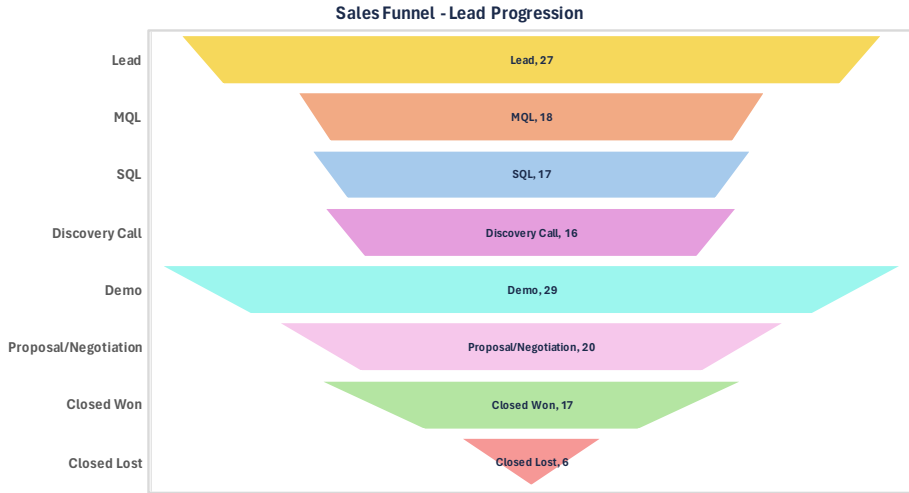 Sales Funnel - Lead Progression
Lead
Lead, 27
MQL
MQL, 18
SQL
SQL, 17
Discovery Call
Discovery Call, 16
Demo
Demo, 29
Proposal/Negotiation
Proposal/Negotiation, 20
Closed Won
Closed Won, 17
Closed Lost
Closed Lost, 6